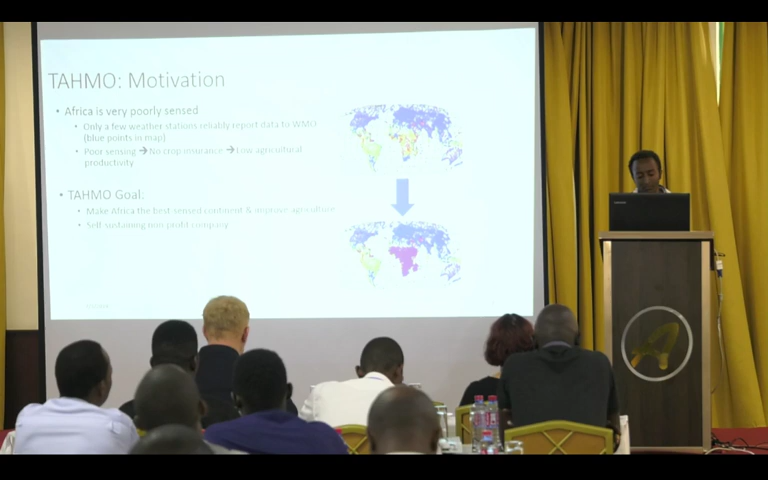 TAHMO: Motivation
• Africa is very poorly sensed
• Only a few weather stations reliably report data to WMO
(blue points in map)
• Poor sensing ➔No crop insurance ➔Low agricultural
productivity
• TAHMO Goal:
• Make Africa the best-sensed continent & improve agriculture
• Self-sustaining non-profit company